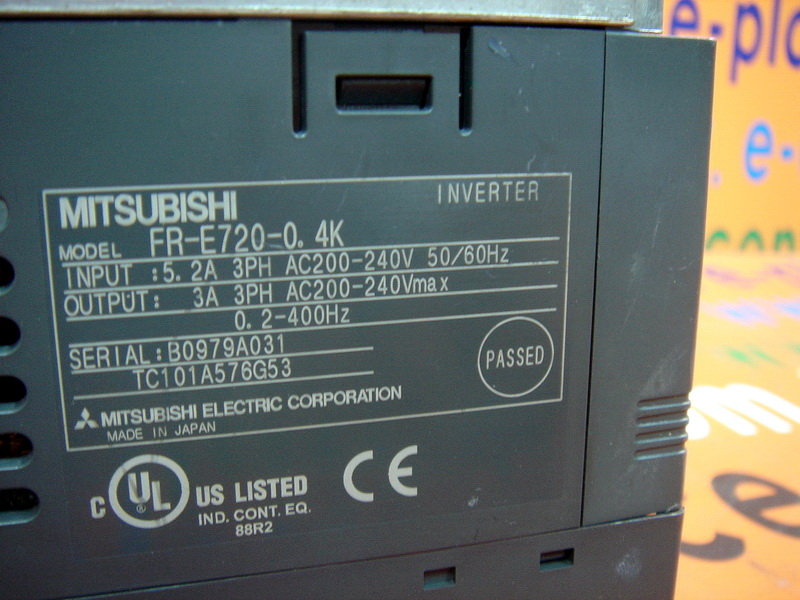 MITSUBISHI
INVERTER
MODEL FR-E720-0.4K
INPUT :5.2A 3PH AC200-240V 50/60Hz
OUTPUT: 3A 3PH AC200-240Vmax
0.2-400Hz
SERIAL:B0979A031
TC101A576G53
PASSED
MITSUBISHI ELECTRIC CORPORATION
MADE IN JAPAN
C UL US LISTED
IND. CONT. EQ.
88R2
CE